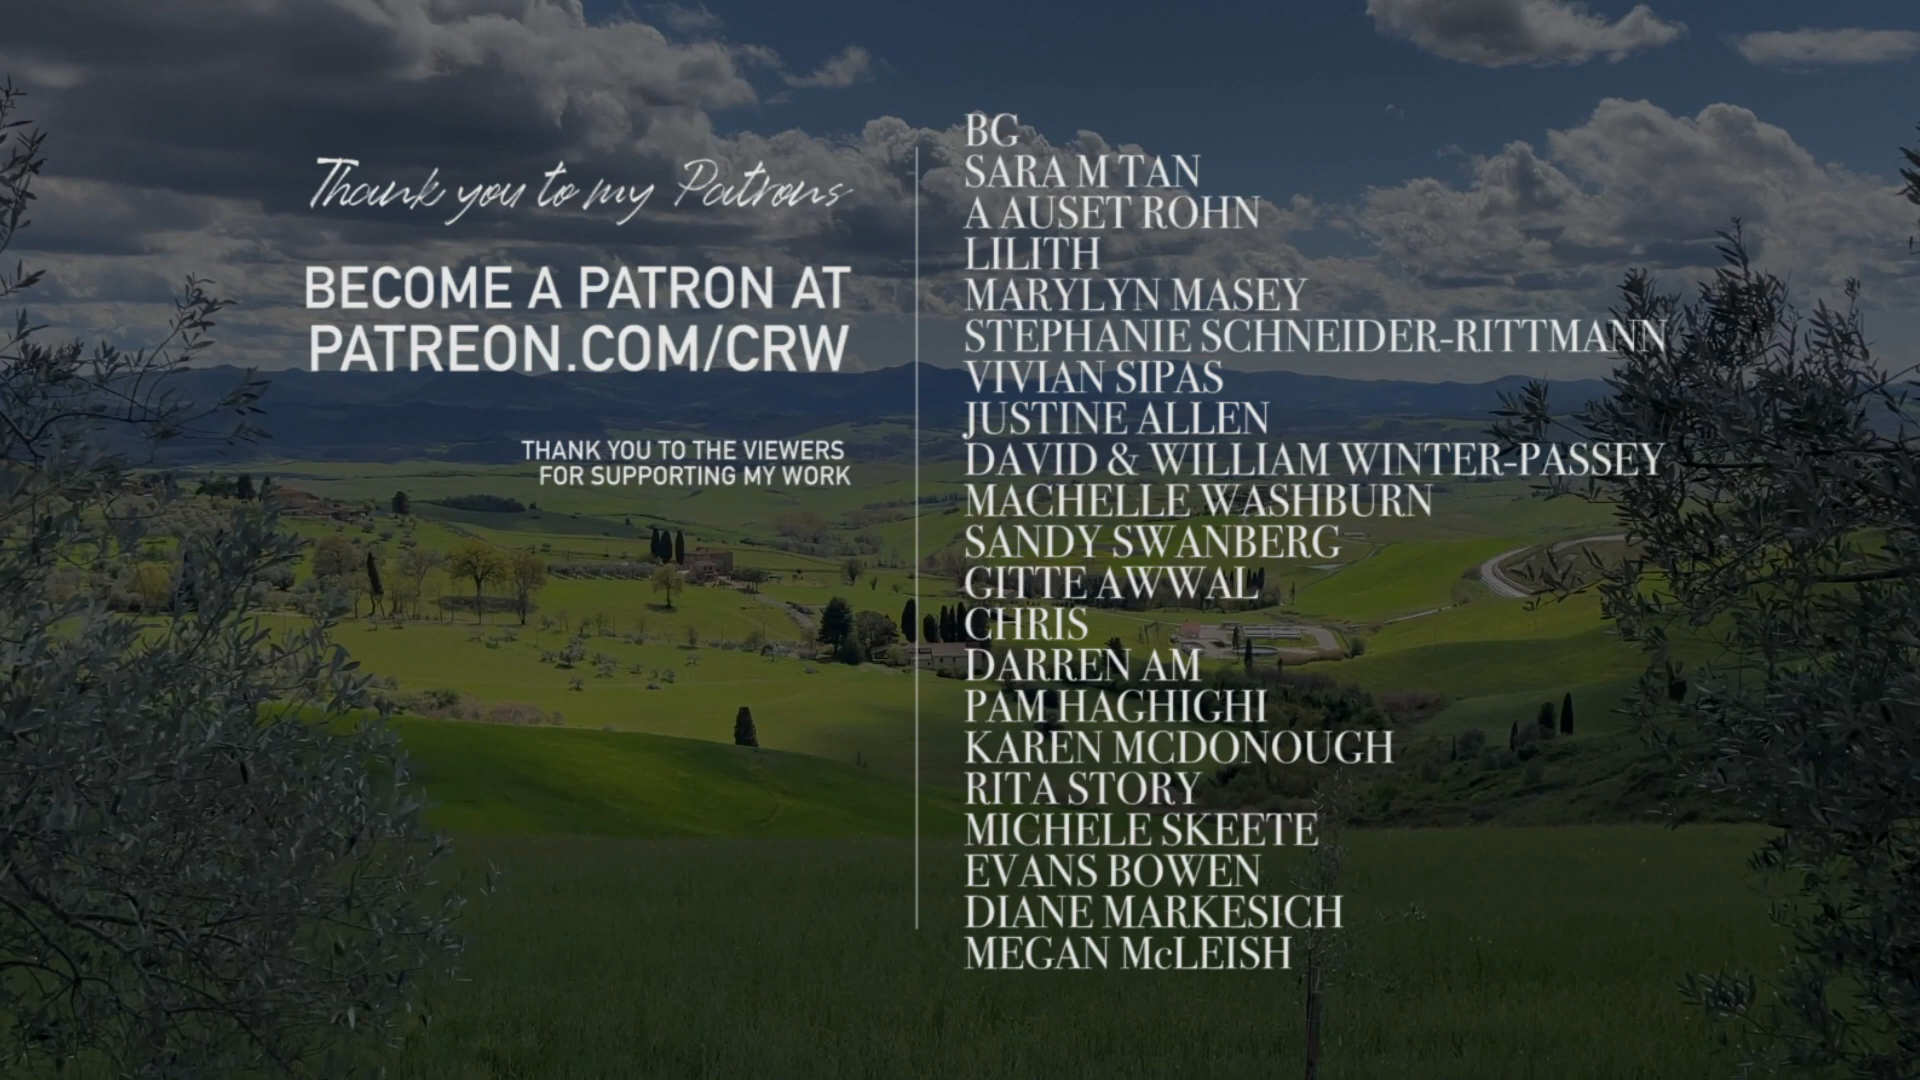 Thank you to my Patrons
BECOME A PATRON AT
PATREON.COM/CRW
THANK YOU TO THE VIEWERS
FOR SUPPORTING MY WORK
BG
SARA M TAN
A AUSET ROHN
LILITH
MARYLYN MASEY
STEPHANIE SCHNEIDER-RITTMANN
VIVIAN SIPAS
JUSTINE ALLEN
DAVID & WILLIAM WINTER-PASSEY
MACHELLE WASHBURN
SANDY SWANBERG
GITTE AWWAL
CHRIS
DARREN AM
PAM HAGHIGHI
KAREN MCDONOUGH
RITA STORY
MICHELE SKEETE
EVANS BOWEN
DIANE MARKESICH
MEGAN McLEISH